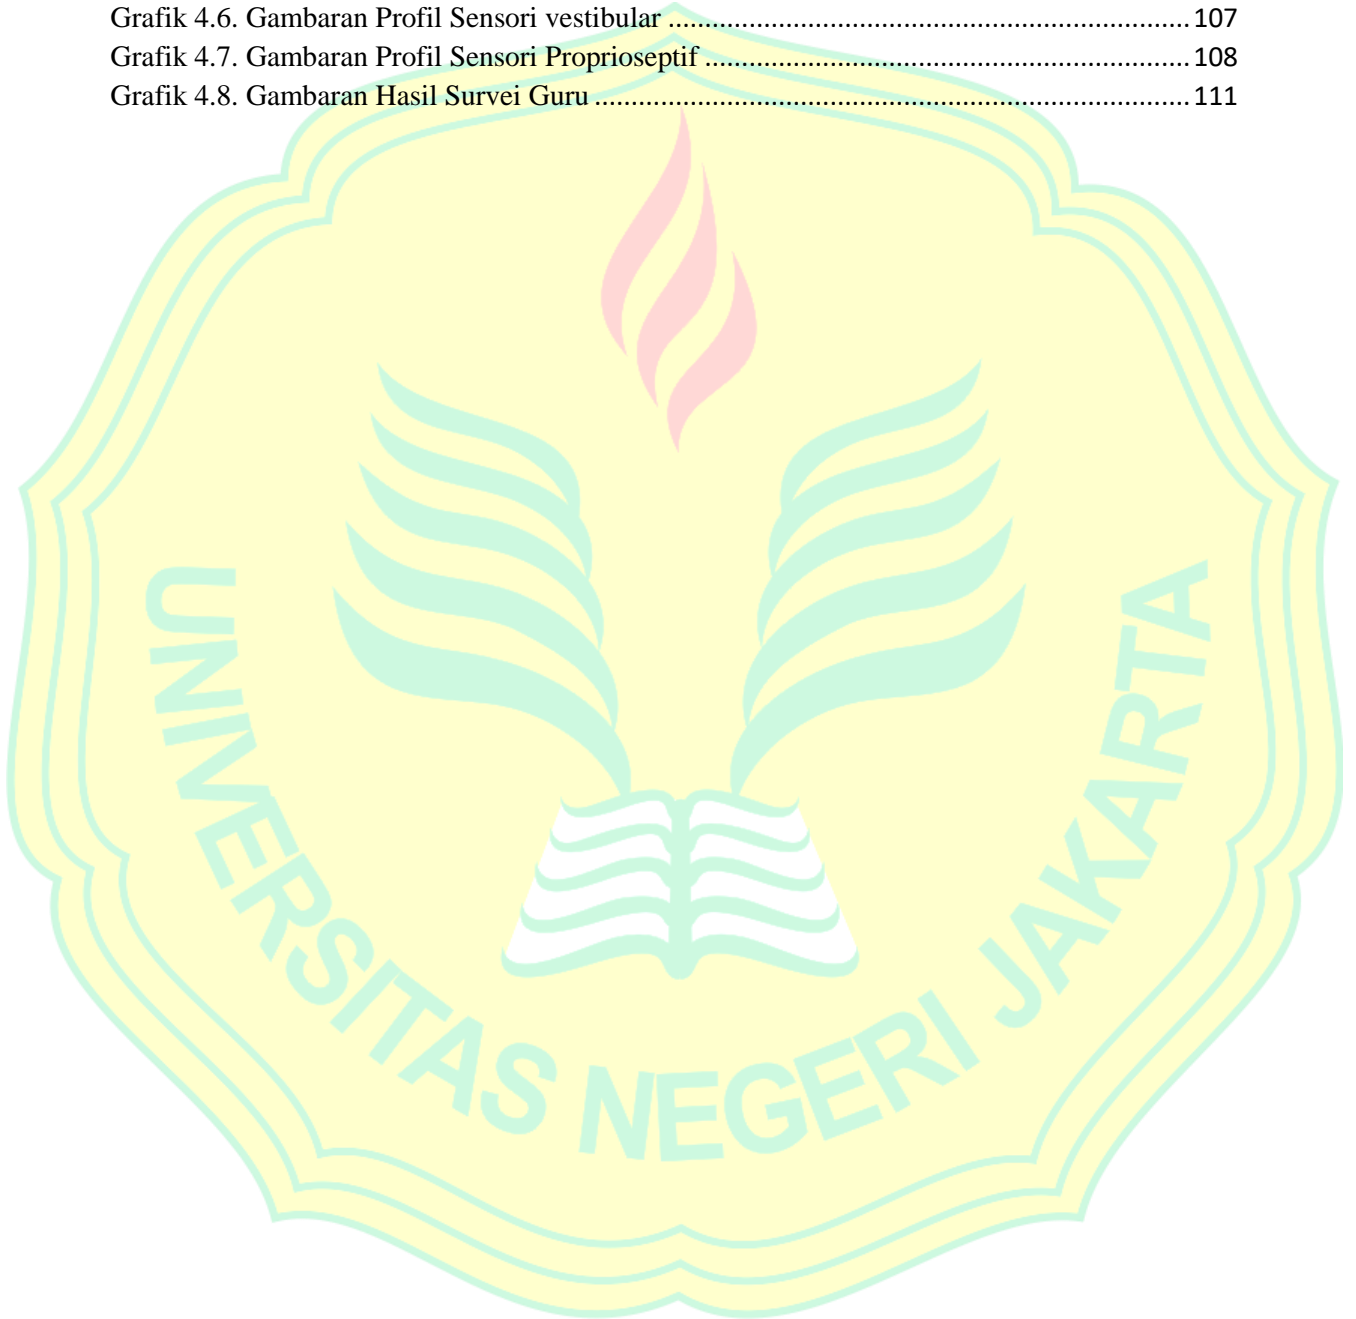 Grafik 4.6. Gambaran Profil Sensori vestibular ....................................................................... 107
Grafik 4.7. Gambaran Profil Sensori Proprioseptif .................................................................. 108
Grafik 4.8. Gambaran Hasil Survei Guru ................................................................................. 111
UNIVERSITAS NEGERI JAKARTA